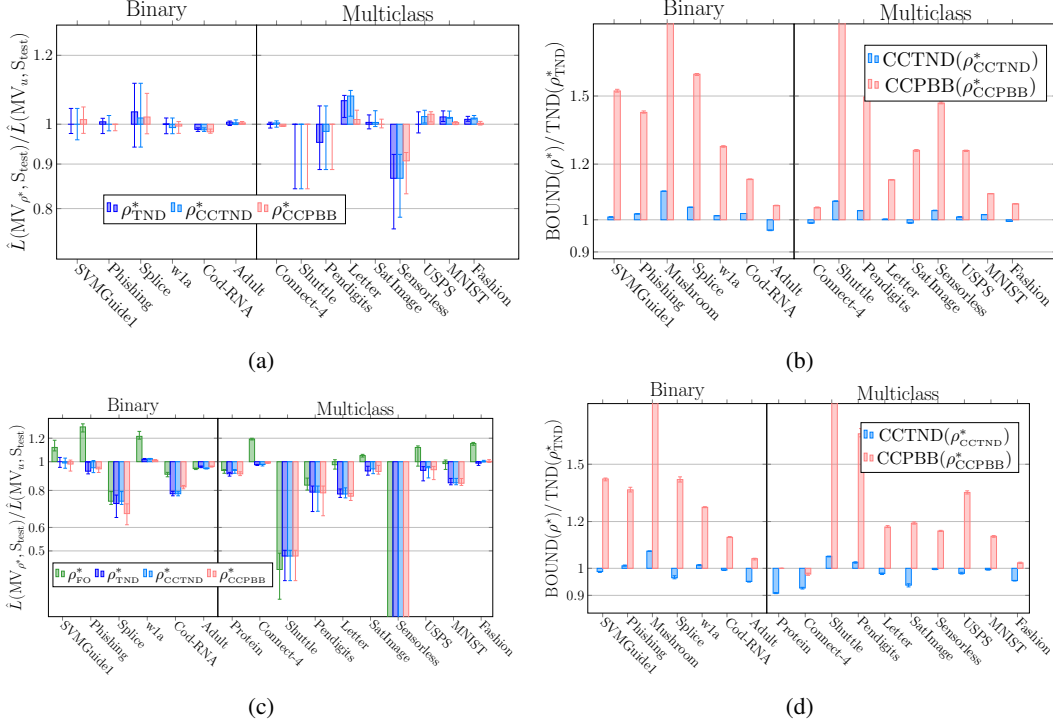 Binary Multiclass
L̂(MV_ρ*, S_test)/L̂(MV_u, S_test)
1.2
1
0.9
0.8
ρ*_TND ρ*_CCTND ρ*_CCPBB
SVMGuide1 Phishing Splice w1a Cod-RNA Adult Connect-4 Shuttle Pendigits Letter SatImage Sensorless USPS MNIST Fashion
(a)
Binary Multiclass
BOUND(ρ*)/TND(ρ*_TND)
1.5
1.2
1
0.9
CCTND(ρ*_CCTND)
CCPBB(ρ*_CCPBB)
SVMGuide1 Phishing Mushroom Splice w1a Cod-RNA Adult Connect-4 Shuttle Pendigits Letter SatImage Sensorless USPS MNIST Fashion
(b)
Binary Multiclass
L̂(MV_ρ*, S_test)/L̂(MV_u, S_test)
1.2
1
0.8
0.6
0.5
ρ*_FO ρ*_TND ρ*_CCTND ρ*_CCPBB
SVMGuide1 Phishing Splice w1a Cod-RNA Adult Protein Connect-4 Shuttle Pendigits Letter SatImage Sensorless USPS MNIST Fashion
(c)
Binary Multiclass
BOUND(ρ*)/TND(ρ*_TND)
1.5
1.2
1
0.9
CCTND(ρ*_CCTND)
CCPBB(ρ*_CCPBB)
SVMGuide1 Phishing Mushroom Splice w1a Cod-RNA Adult Protein Connect-4 Shuttle Pendigits Letter SatImage Sensorless USPS MNIST Fashion
(d)